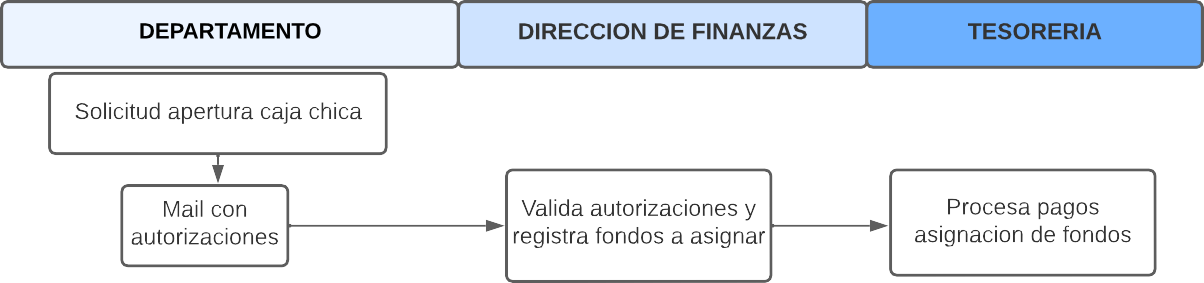 DEPARTAMENTO
DIRECCION DE FINANZAS
TESORERIA
Solicitud apertura caja chica
Mail con
autorizaciones
Valida autorizaciones y
registra fondos a asignar
Procesa pagos
asignacion de fondos